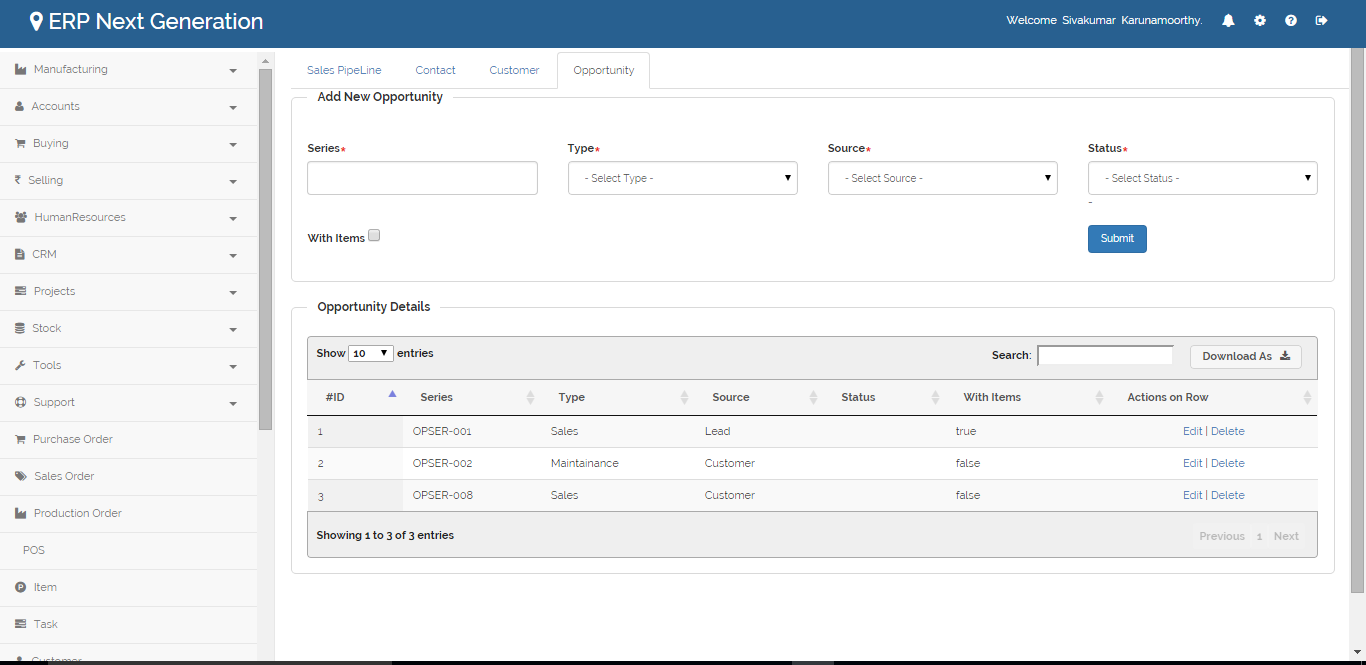 ERP Next Generation
Welcome Sivakumar Karunamoorthy.
Manufacturing
Accounts
Buying
Selling
HumanResources
CRM
Projects
Stock
Tools
Support
Purchase Order
Sales Order
Production Order
POS
Item
Task
Customer
Sales PipeLine Contact Customer Opportunity
Add New Opportunity
Series* Type* Source* Status*
- Select Type - - Select Source - - Select Status -
-
With Items Submit
Opportunity Details
Show 10 entries Search: Download As
#ID Series Type Source Status With Items Actions on Row
1 OPSER-001 Sales Lead true Edit | Delete
2 OPSER-002 Maintainance Customer false Edit | Delete
3 OPSER-008 Sales Customer false Edit | Delete
Showing 1 to 3 of 3 entries Previous 1 Next